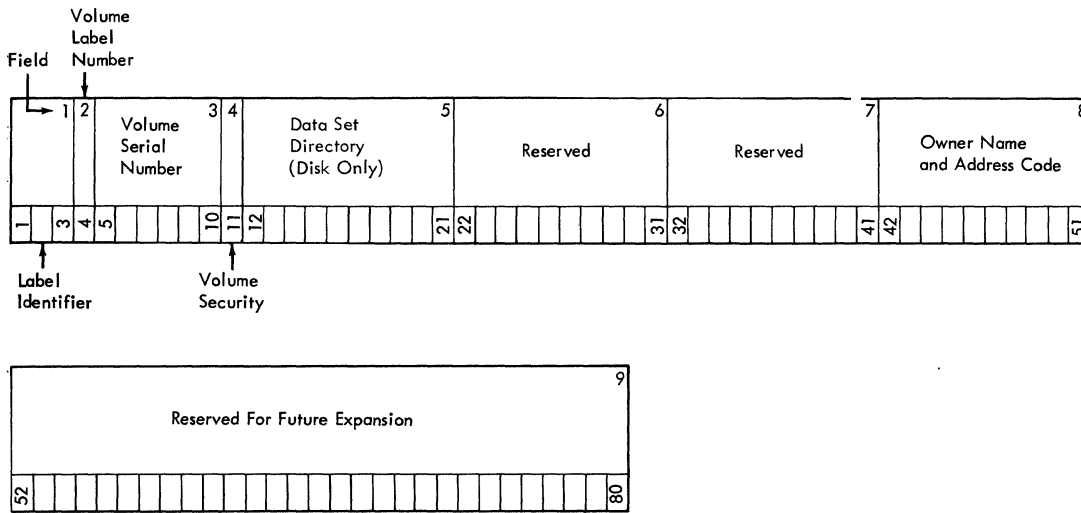 Volume
Label
Number
Field
1 2 3 4 5 6 7 8
Volume
Serial
Number
Data Set
Directory
(Disk Only)
Reserved
Reserved
Owner Name
and Address Code
1 3 4 5 10 11 12 21 22 31 32 41 42 51
Label
Identifier
Volume
Security
9
Reserved For Future Expansion
52 80